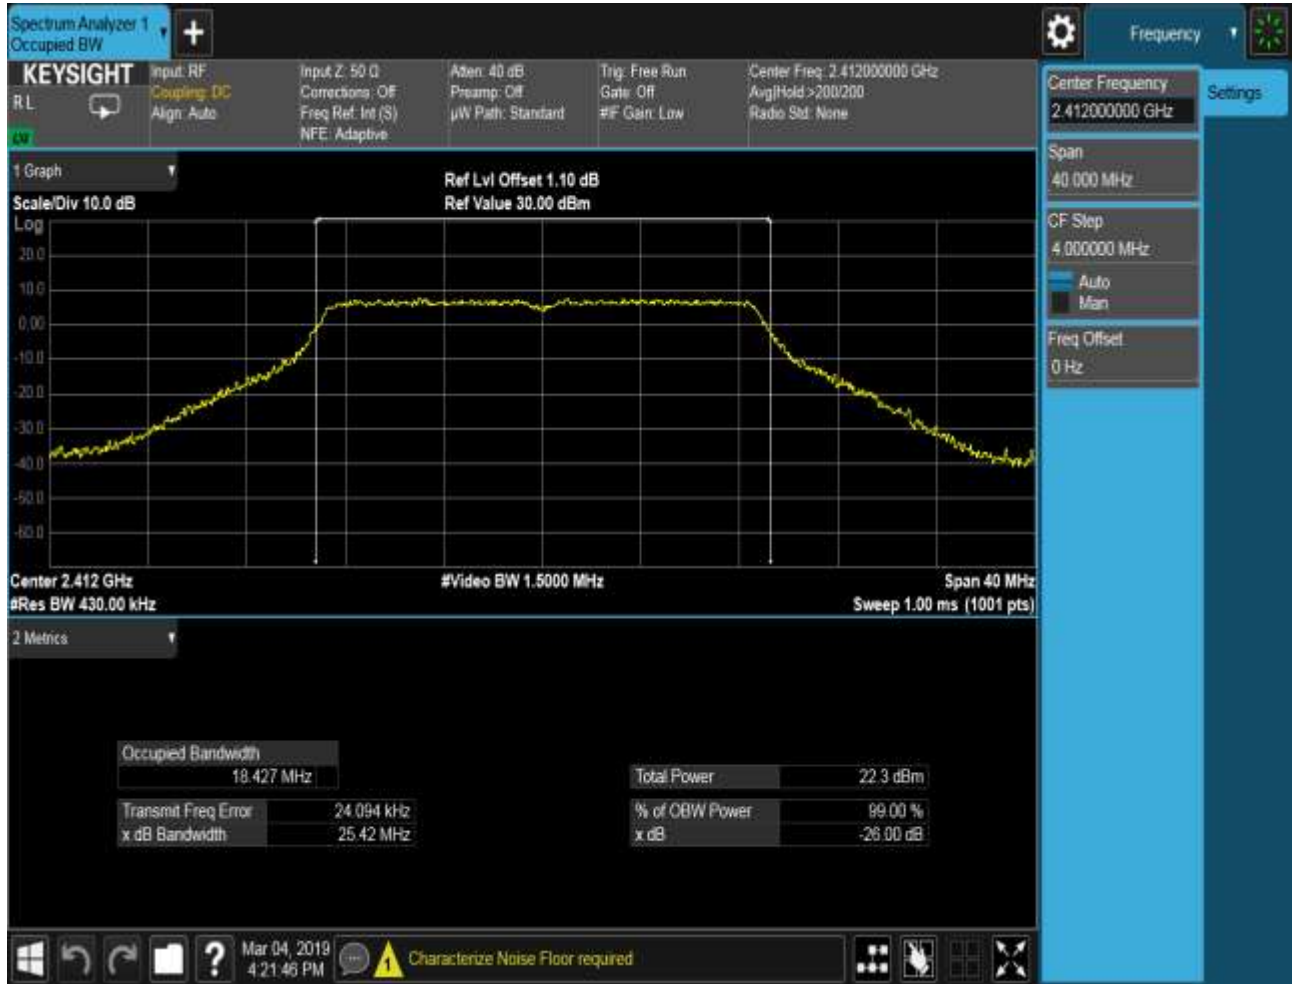 Spectrum Analyzer 1
Occupied BW
Frequency
KEYSIGHT
R L
Input: RF
Coupling: DC
Align: Auto
Input Z: 50 Ω
Corrections: Off
Freq Ref: Int (S)
NFE: Adaptive
Atten: 40 dB
Preamp: Off
µW Path: Standard
Trig: Free Run
Gate: Off
#IF Gain: Low
Center Freq: 2.412000000 GHz
Avg|Hold:>200/200
Radio Std: None
Center Frequency
2.412000000 GHz
Settings
Span
40.000 MHz
CF Step
4.000000 MHz
Auto
Man
Freq Offset
0 Hz
1 Graph
Scale/Div 10.0 dB
Ref Lvl Offset 1.10 dB
Ref Value 30.00 dBm
Log
20.0
10.0
0.00
-10.0
-20.0
-30.0
-40.0
-50.0
-60.0
Center 2.412 GHz
#Res BW 430.00 kHz
#Video BW 1.5000 MHz
Span 40 MHz
Sweep 1.00 ms (1001 pts)
2 Metrics
Occupied Bandwidth
18.427 MHz
Transmit Freq Error 24.094 kHz
x dB Bandwidth 25.42 MHz
Total Power 22.3 dBm
% of OBW Power 99.00 %
x dB -26.00 dB
Mar 04, 2019
4:21:46 PM
1
Characterize Noise Floor required